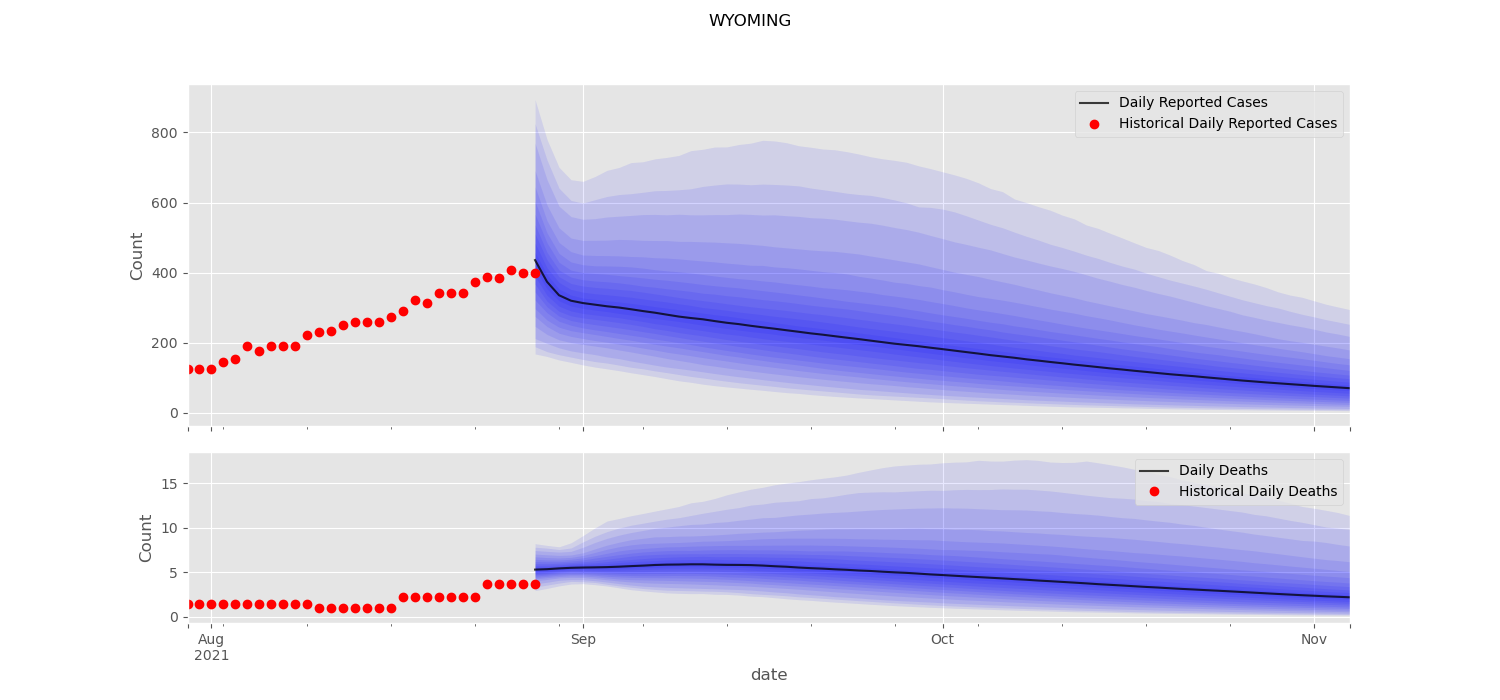 WYOMING
Daily Reported Cases
Historical Daily Reported Cases
800
600
400
200
0
Count
Daily Deaths
Historical Daily Deaths
15
10
5
0
Count
Aug
2021
Sep
Oct
Nov
date